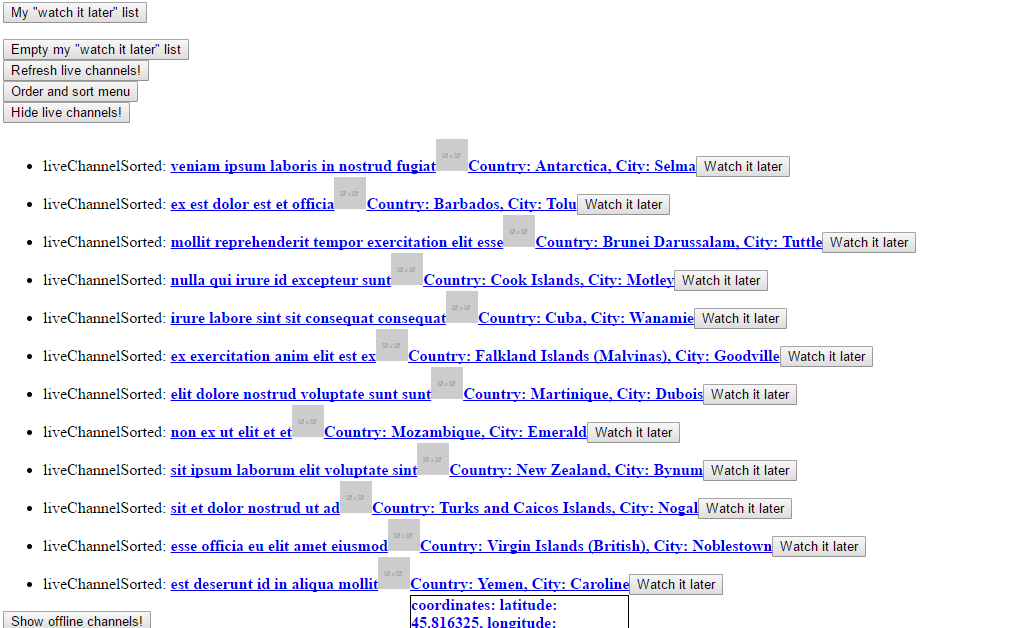 My "watch it later" list
Empty my "watch it later" list
Refresh live channels!
Order and sort menu
Hide live channels!
liveChannelSorted: veniam ipsum laboris in nostrud fugiat 32 x 32 Country: Antarctica, City: Selma Watch it later
liveChannelSorted: ex est dolor est et officia 32 x 32 Country: Barbados, City: Tolu Watch it later
liveChannelSorted: mollit reprehenderit tempor exercitation elit esse 32 x 32 Country: Brunei Darussalam, City: Tuttle Watch it later
liveChannelSorted: nulla qui irure id excepteur sunt 32 x 32 Country: Cook Islands, City: Motley Watch it later
liveChannelSorted: irure labore sint sit consequat consequat 32 x 32 Country: Cuba, City: Wanamie Watch it later
liveChannelSorted: ex exercitation anim elit est ex 32 x 32 Country: Falkland Islands (Malvinas), City: Goodville Watch it later
liveChannelSorted: elit dolore nostrud voluptate sunt sunt 32 x 32 Country: Martinique, City: Dubois Watch it later
liveChannelSorted: non ex ut elit et et 32 x 32 Country: Mozambique, City: Emerald Watch it later
liveChannelSorted: sit ipsum laborum elit voluptate sint 32 x 32 Country: New Zealand, City: Bynum Watch it later
liveChannelSorted: sit et dolor nostrud ut ad 32 x 32 Country: Turks and Caicos Islands, City: Nogal Watch it later
liveChannelSorted: esse officia eu elit amet eiusmod 32 x 32 Country: Virgin Islands (British), City: Noblestown Watch it later
liveChannelSorted: est deserunt id in aliqua mollit 32 x 32 Country: Yemen, City: Caroline Watch it later
coordinates: latitude:
45.816325, longitude:
Show offline channels!